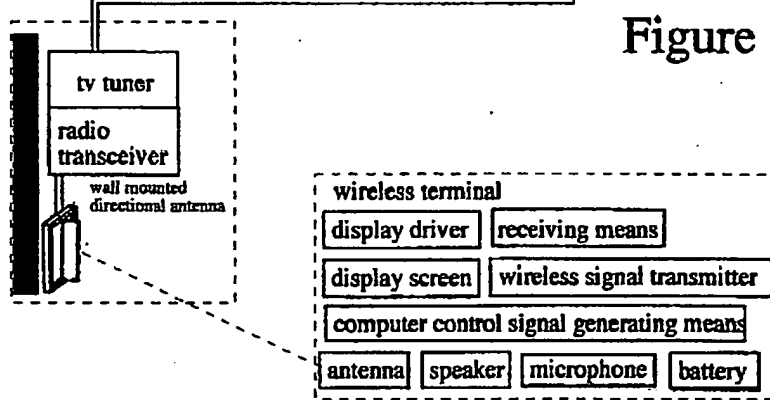 Figure
tv tuner
radio
transceiver
wall mounted
directional antenna
wireless terminal
display driver receiving means
display screen wireless signal transmitter
computer control signal generating means
antenna speaker microphone battery